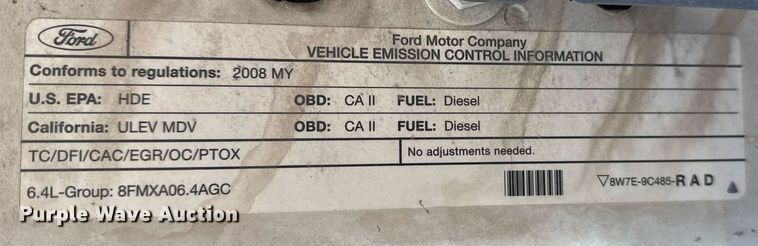 Ford
Ford Motor Company
VEHICLE EMISSION CONTROL INFORMATION
Conforms to regulations: 2008 MY
U.S. EPA: HDE OBD: CA II FUEL: Diesel
California: ULEV MDV OBD: CA II FUEL: Diesel
TC/DFI/CAC/EGR/OC/PTOX No adjustments needed.
6.4L-Group: 8FMXA06.4AGC ▽8W7E-9C485-RAD
Purple Wave Auction